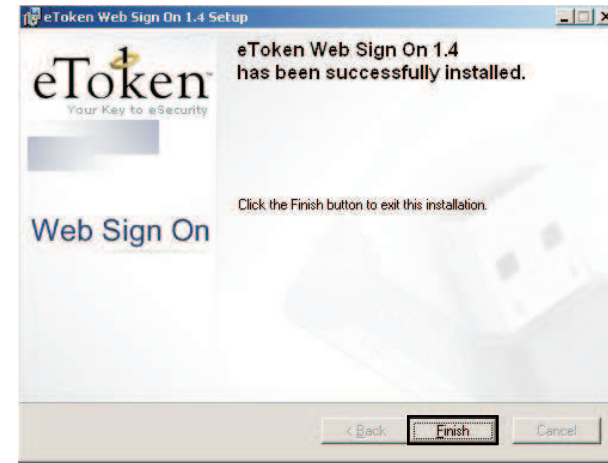 eToken Web Sign On 1.4 Setup
eToken
Your Key to eSecurity
eToken Web Sign On 1.4
has been successfully installed.
Click the Finish button to exit this installation.
Web Sign On
< Back
Finish
Cancel